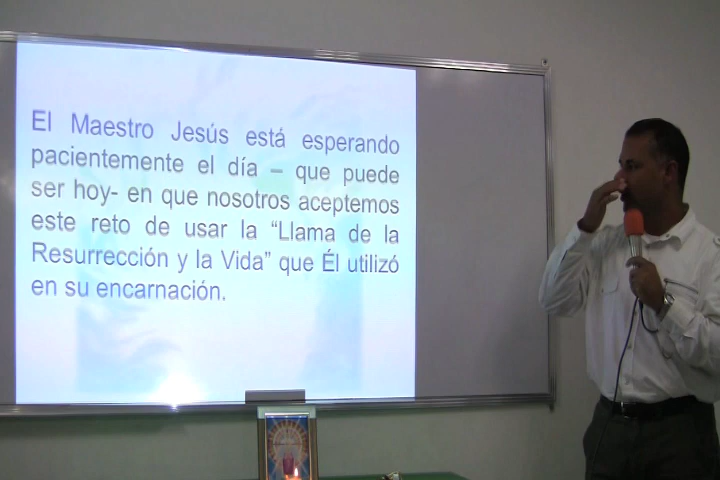 El Maestro Jesús está esperando
pacientemente el día – que puede
ser hoy- en que nosotros aceptemos
este reto de usar la “Llama de la
Resurrección y la Vida” que Él utilizó
en su encarnación.